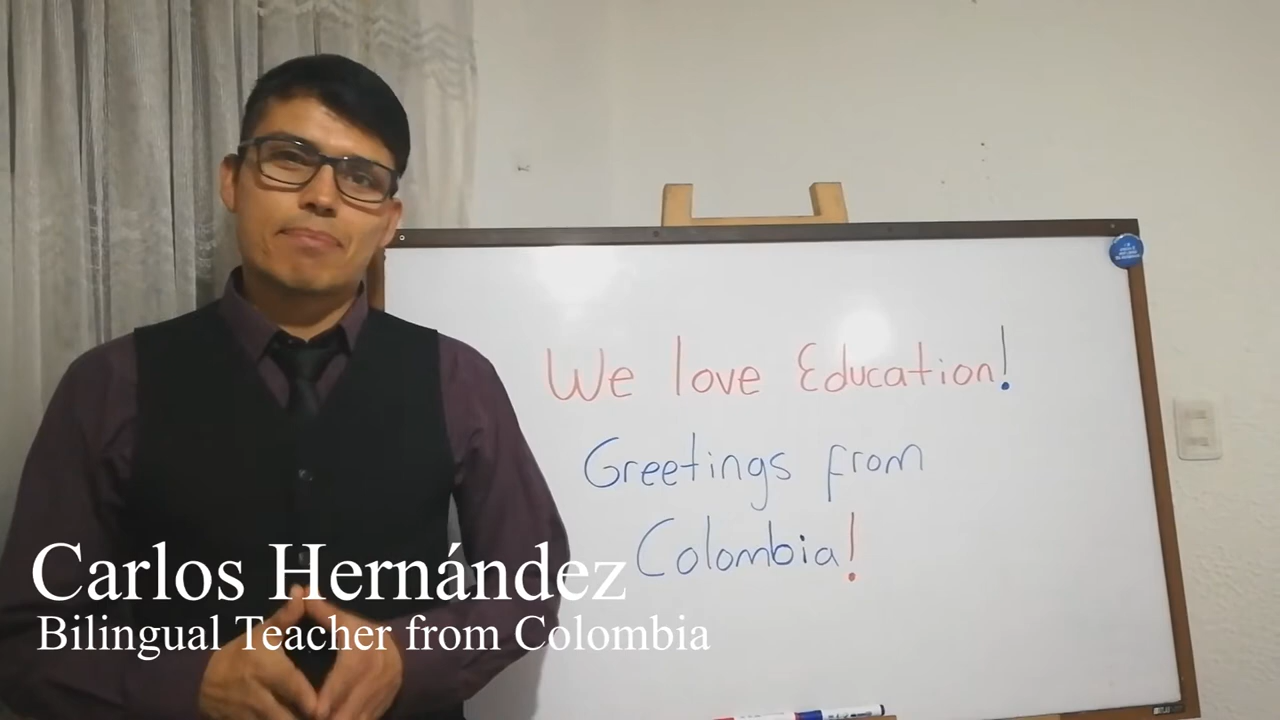 We love Education!
Greetings from
Colombia!
Carlos Hernández
Bilingual Teacher from Colombia